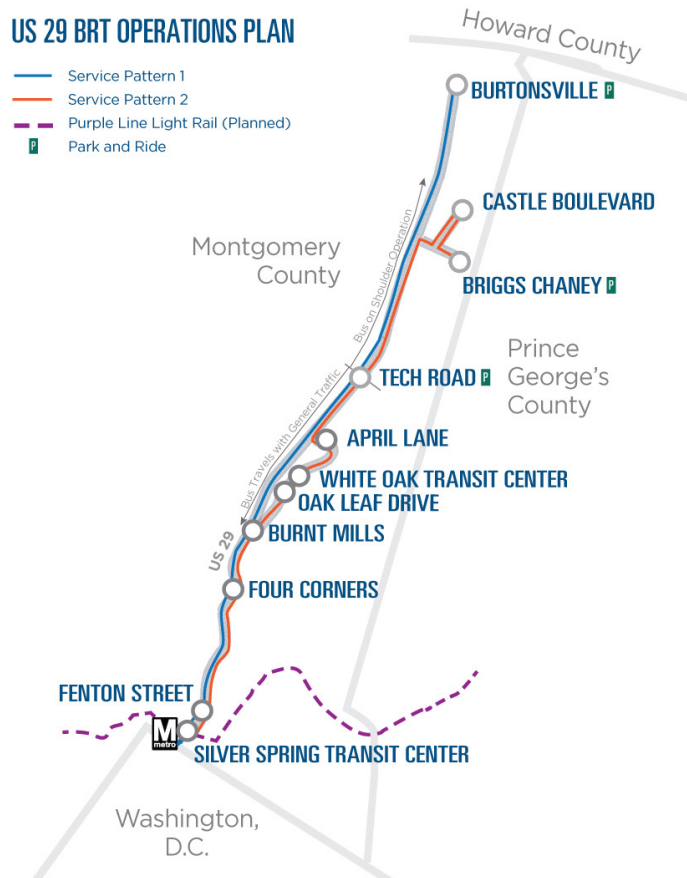 US 29 BRT OPERATIONS PLAN
Service Pattern 1
Service Pattern 2
Purple Line Light Rail (Planned)
P Park and Ride
Howard County
BURTONSVILLE P
CASTLE BOULEVARD
Montgomery
County
Bus on Shoulder Operation
BRIGGS CHANEY P
Prince
George's
County
TECH ROAD P
Bus Travels with General Traffic
APRIL LANE
WHITE OAK TRANSIT CENTER
OAK LEAF DRIVE
BURNT MILLS
US 29
FOUR CORNERS
FENTON STREET
M
metro
SILVER SPRING TRANSIT CENTER
Washington,
D.C.